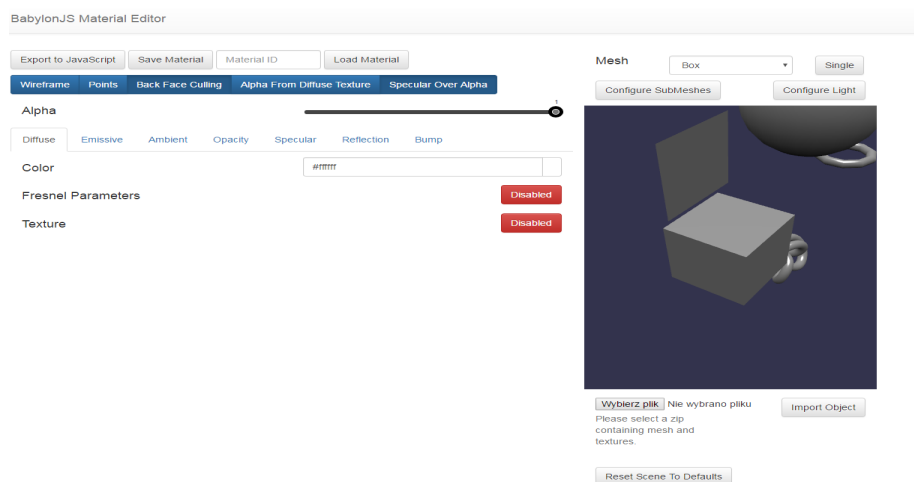 BabylonJS Material Editor
Export to JavaScript Save Material Material ID Load Material
Wireframe Points Back Face Culling Alpha From Diffuse Texture Specular Over Alpha
Alpha 1
Diffuse Emissive Ambient Opacity Specular Reflection Bump
Color #ffffff
Fresnel Parameters Disabled
Texture Disabled
Mesh Box Single
Configure SubMeshes Configure Light
Wybierz plik Nie wybrano pliku Import Object
Please select a zip
containing mesh and
textures.
Reset Scene To Defaults